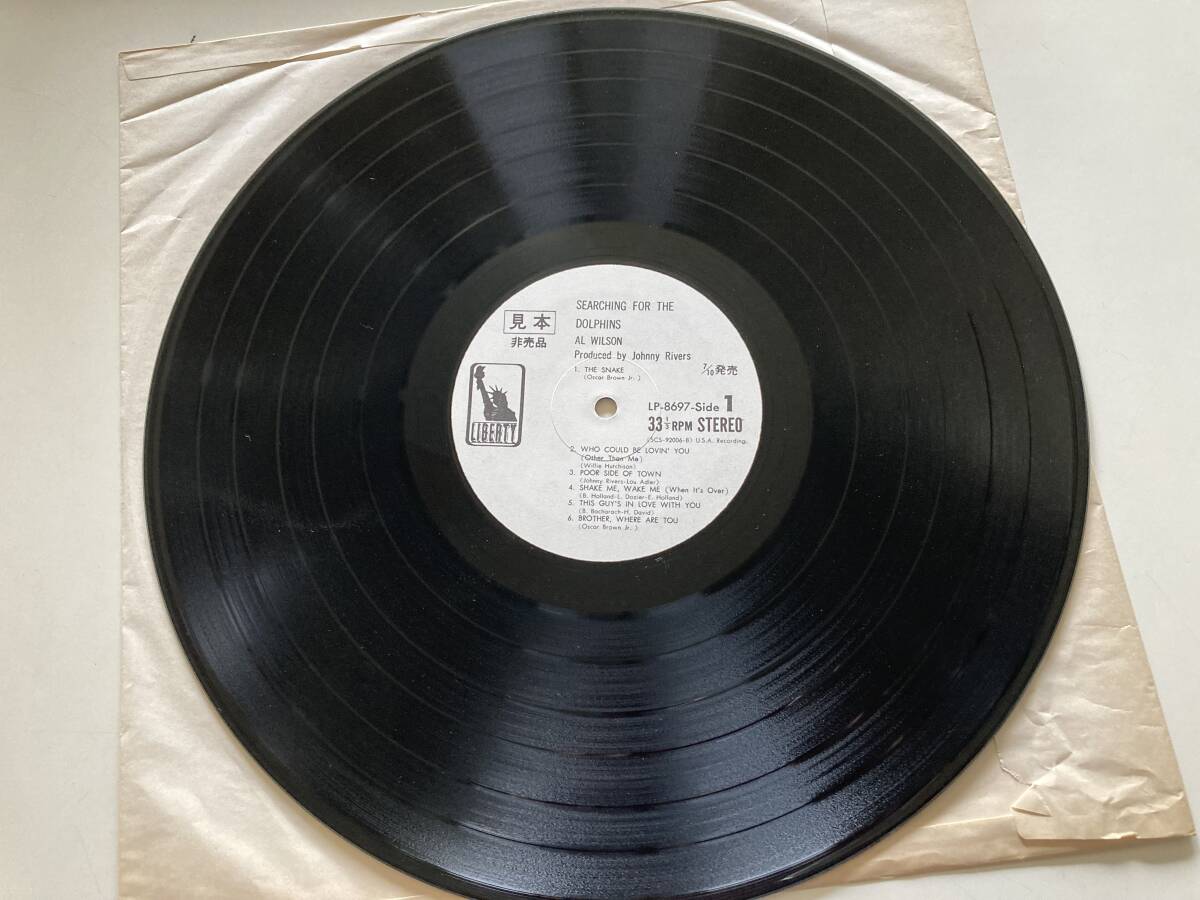 SEARCHING FOR THE
DOLPHINS
見本
非売品
AL WILSON
Produced by Johnny Rivers
1. THE SNAKE
(Oscar Brown Jr.)
7/10発売
LIBERTY
LP-8697-Side 1
33 1/3 RPM STEREO
(SCS-92006-B) U.S.A. Recording.
2. WHO COULD BE LOVIN' YOU
(Other Than Me)
(Willie Hutchison)
3. POOR SIDE OF TOWN
(Johnny Rivers-Lou Adler)
4. SHAKE ME, WAKE ME (When It's Over)
(B. Holland-L. Dozier-E. Holland)
5. THIS GUY'S IN LOVE WITH YOU
(B. Bacharach-H. David)
6. BROTHER, WHERE ARE TOU
(Oscar Brown Jr.)